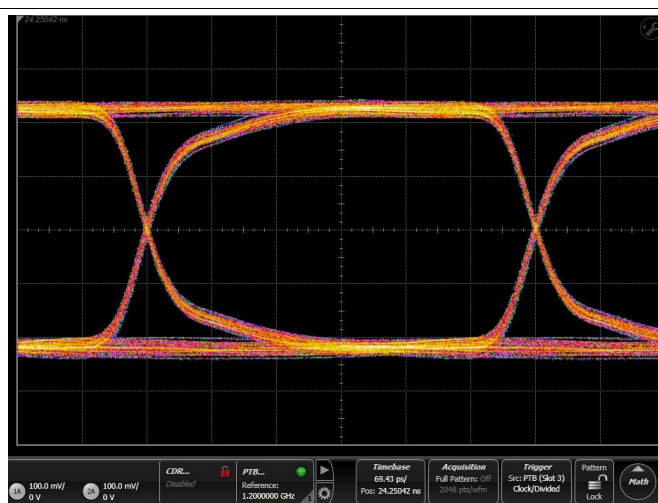 24.25042 ns
CDR...
Disabled
PTB...
Reference:
1.2000000 GHz
Timebase
69.43 ps/
Pos: 24.25042 ns
Acquisition
Full Pattern: Off
2048 pts/wfm
Trigger
Src: PTB (Slot 3)
Clock/Divided
Pattern
Lock
Math
1A
100.0 mV/
0 V
2A
100.0 mV/
0 V